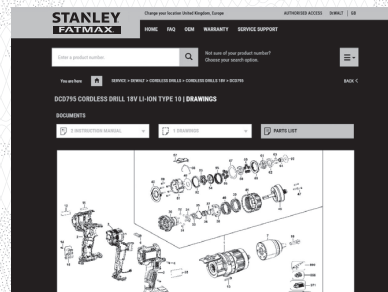 STANLEY
FATMAX.
Change your location United Kingdom, Europe
AUTHORISED ACCESS DeWALT GB
HOME FAQ OEM WARRANTY SERVICE SUPPORT
Enter a product number
Not sure of your product number?
Choose your search option.
You are here
SERVICE > DEWALT > CORDLESS DRILLS > CORDLESS DRILLS 18V > DCD795
BACK <
DCD795 CORDLESS DRILL 18V LI-ION TYPE 10 | DRAWINGS
DOCUMENTS
2 INSTRUCTION MANUAL
1 DRAWINGS
PARTS LIST